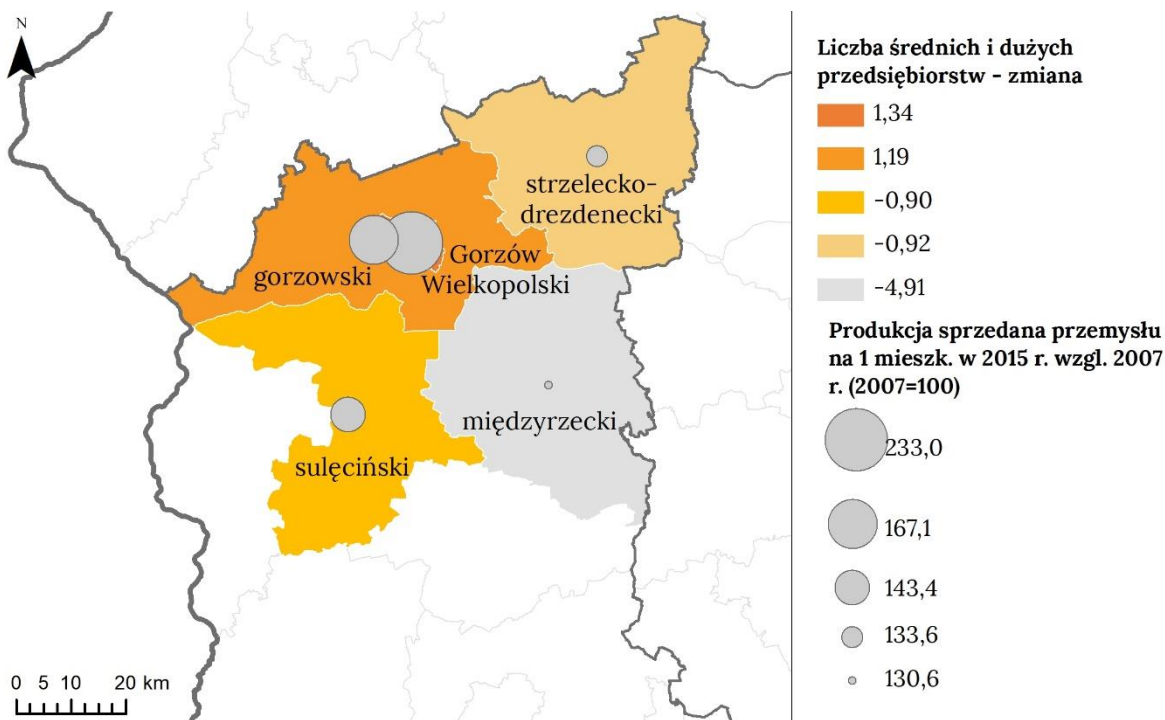 N
strzelecko-
drezdenecki
Gorzów
Wielkopolski
gorzowski
międzyrzecki
sulęciński
0 5 10 20 km
Liczba średnich i dużych
przedsiębiorstw - zmiana
1,34
1,19
-0,90
-0,92
-4,91
Produkcja sprzedana przemysłu
na 1 mieszk. w 2015 r. wzgl. 2007
r. (2007=100)
233,0
167,1
143,4
133,6
130,6